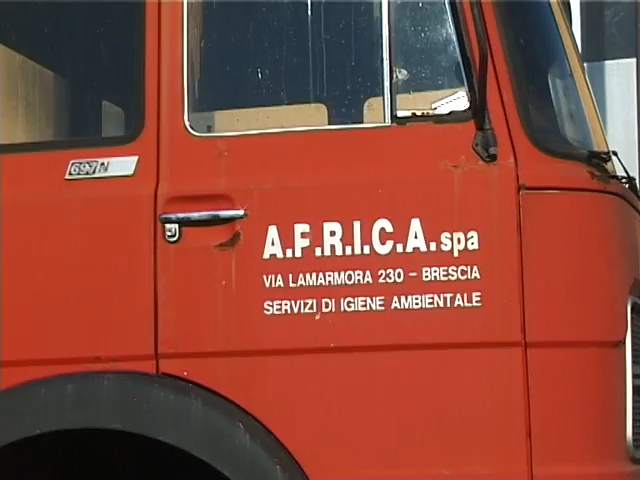 697N
A.F.R.I.C.A. spa
VIA LAMARMORA 230 - BRESCIA
SERVIZI DI IGIENE AMBIENTALE